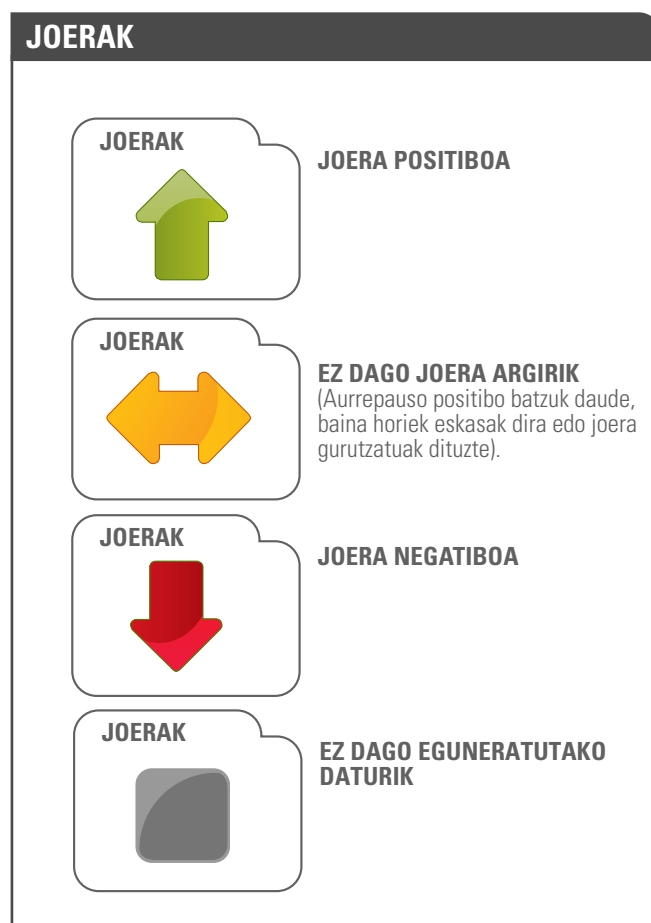 JOERAK
JOERAK
JOERA POSITIBOA
JOERAK
EZ DAGO JOERA ARGIRIK
(Aurrepauso positibo batzuk daude,
baina horiek eskasak dira edo joera
gurutzatuak dituzte).
JOERAK
JOERA NEGATIBOA
JOERAK
EZ DAGO EGUNERATUTAKO
DATURIK